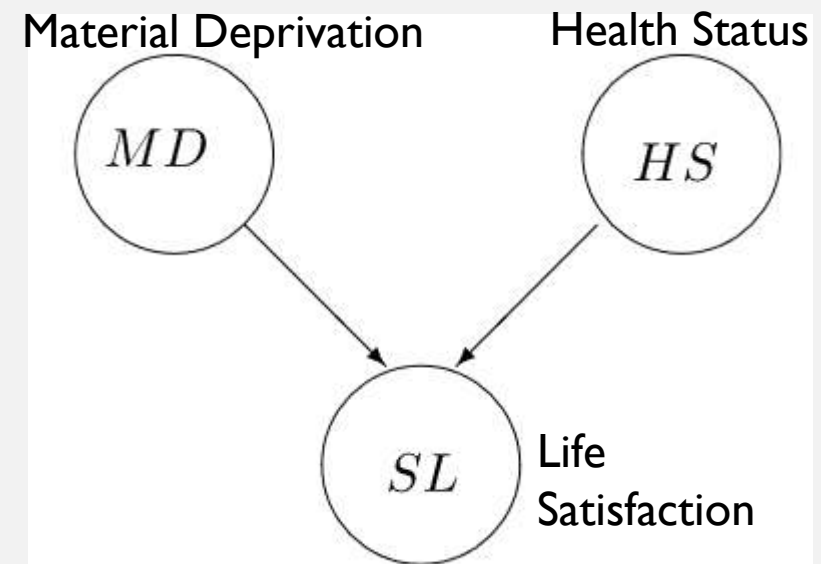 Material Deprivation
Health Status
MD
HS
SL
Life
Satisfaction